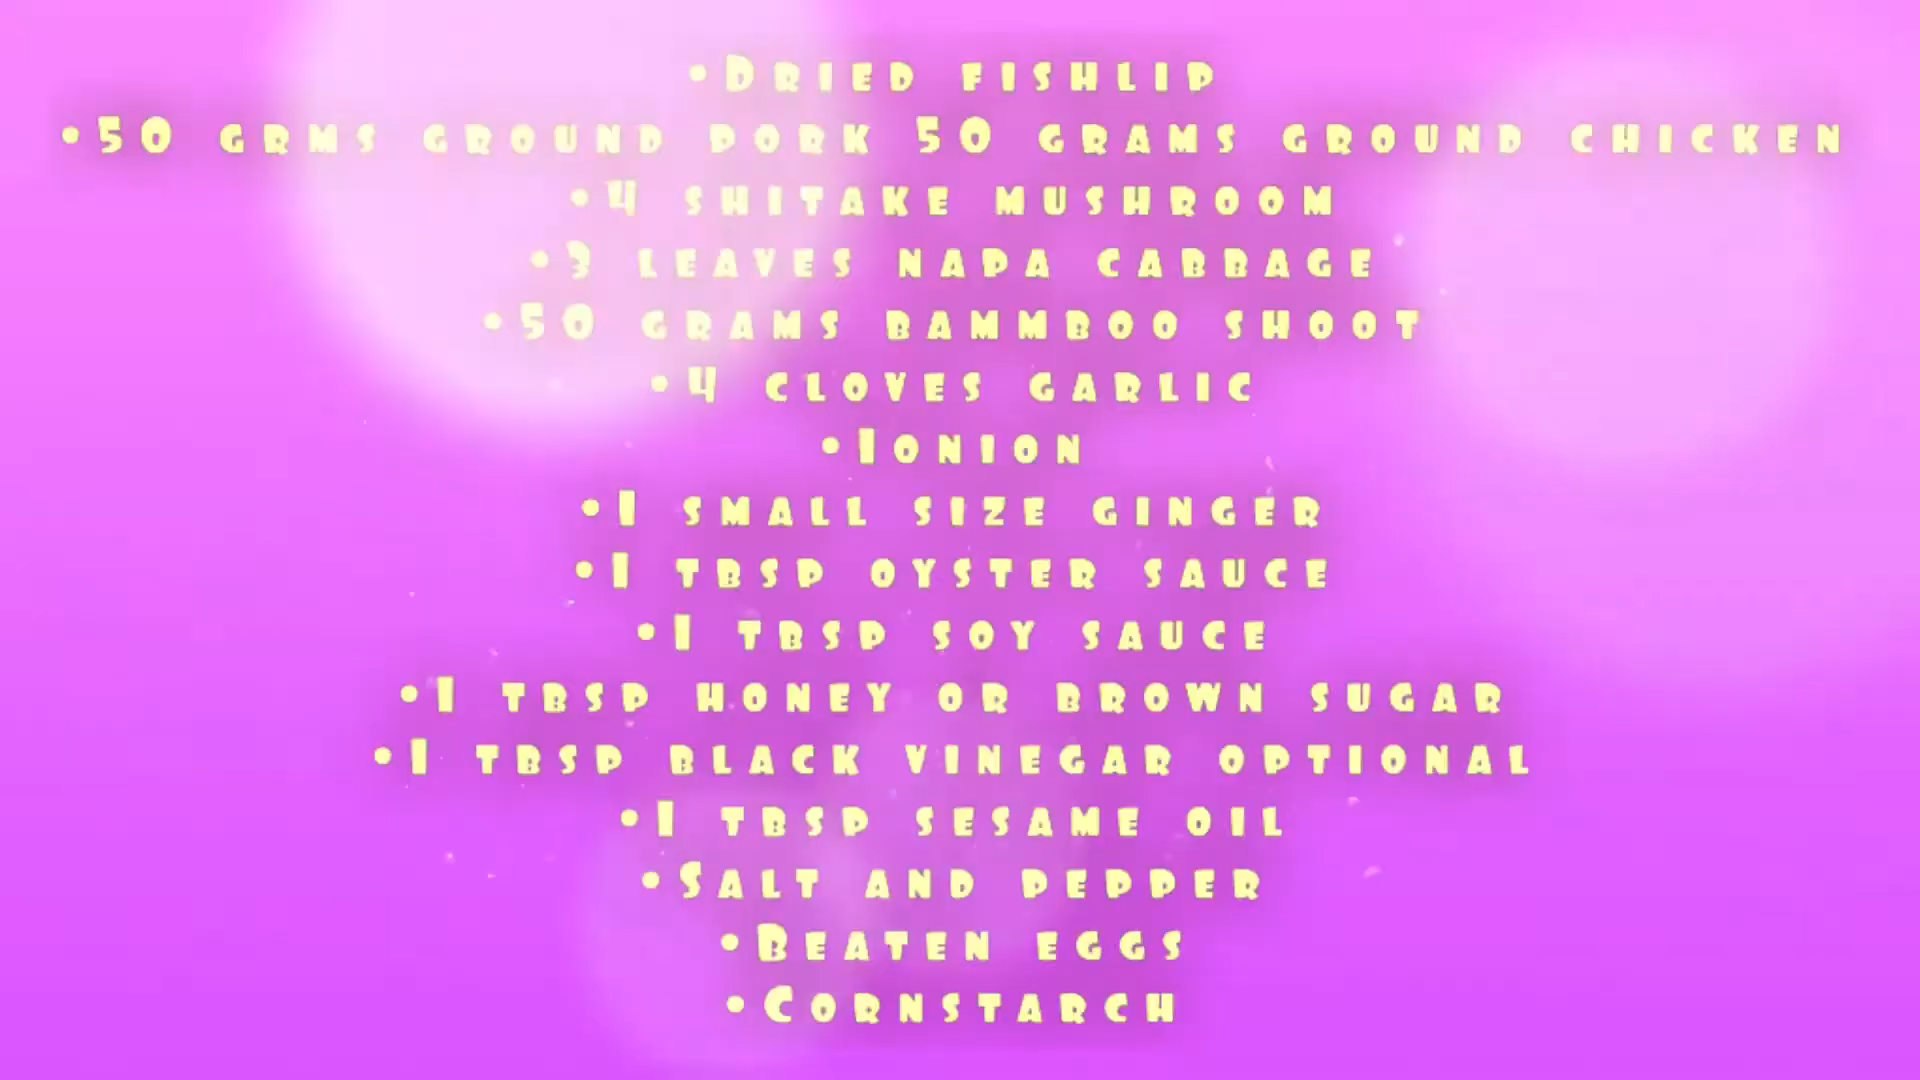 •Dried fishlip
•50 grms ground pork 50 grams ground chicken
•4 shitake mushroom
•3 leaves napa cabbage
•50 grams bammboo shoot
•4 cloves garlic
•1onion
•1 small size ginger
•1 tbsp oyster sauce
•1 tbsp soy sauce
•1 tbsp honey or brown sugar
•1 tbsp black vinegar optional
•1 tbsp sesame oil
•Salt and pepper
•Beaten eggs
•Cornstarch